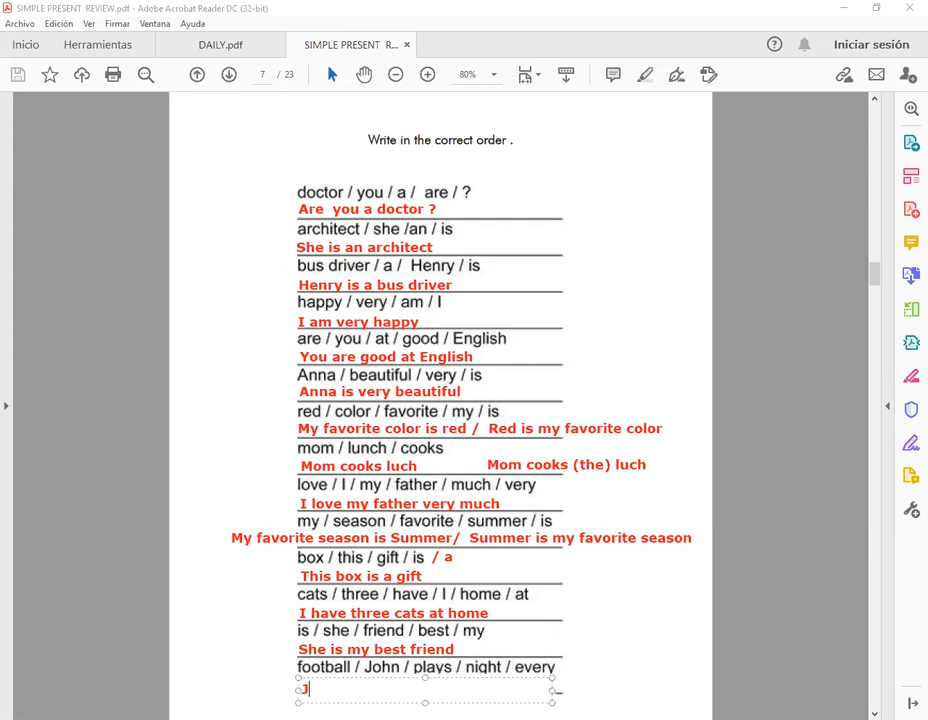 SIMPLE PRESENT REVIEW.pdf - Adobe Acrobat Reader DC (32-bit)
Archivo Edición Ver Firmar Ventana Ayuda
Inicio Herramientas DAILY.pdf SIMPLE PRESENT R... × Iniciar sesión
7 / 23 80%
Write in the correct order .
doctor / you / a / are / ?
Are you a doctor ?
architect / she /an / is
She is an architect
bus driver / a / Henry / is
Henry is a bus driver
happy / very / am / I
I am very happy
are / you / at / good / English
You are good at English
Anna / beautiful / very / is
Anna is very beautiful
red / color / favorite / my / is
My favorite color is red / Red is my favorite color
mom / lunch / cooks
Mom cooks luch Mom cooks (the) luch
love / I / my / father / much / very
I love my father very much
my / season / favorite / summer / is
My favorite season is Summer/ Summer is my favorite season
box / this / gift / is / a
This box is a gift
cats / three / have / I / home / at
I have three cats at home
is / she / friend / best / my
She is my best friend
football / John / plays / night / every
J